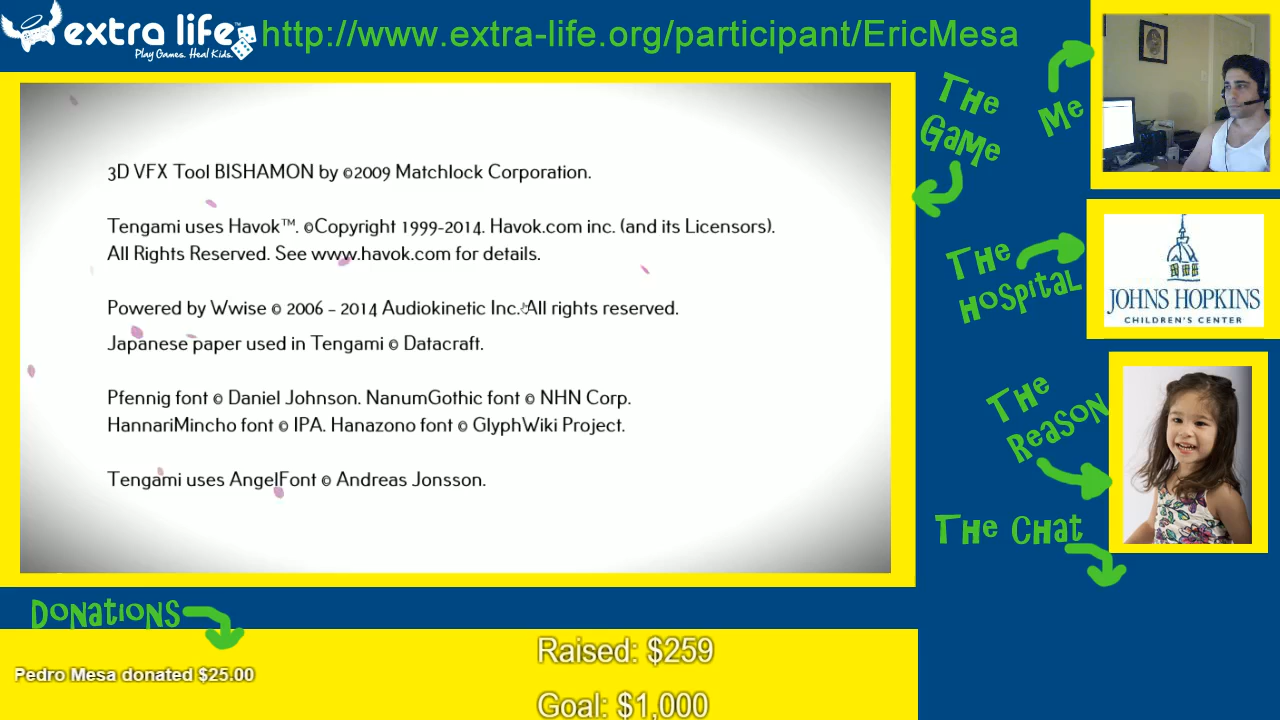 extra life
Play Games. Heal Kids.
http://www.extra-life.org/participant/EricMesa
The Game
Me
3D VFX Tool BISHAMON by ©2009 Matchlock Corporation.
Tengami uses Havok™. ©Copyright 1999-2014. Havok.com inc. (and its Licensors).
All Rights Reserved. See www.havok.com for details.
Powered by Wwise © 2006 – 2014 Audiokinetic Inc. All rights reserved.
Japanese paper used in Tengami © Datacraft.
Pfennig font © Daniel Johnson. NanumGothic font © NHN Corp.
HannariMincho font © IPA. Hanazono font © GlyphWiki Project.
Tengami uses AngelFont © Andreas Jonsson.
The Hospital
JOHNS HOPKINS
CHILDREN'S CENTER
The Reason
The Chat
Donations
Pedro Mesa donated $25.00
Raised: $259
Goal: $1,000